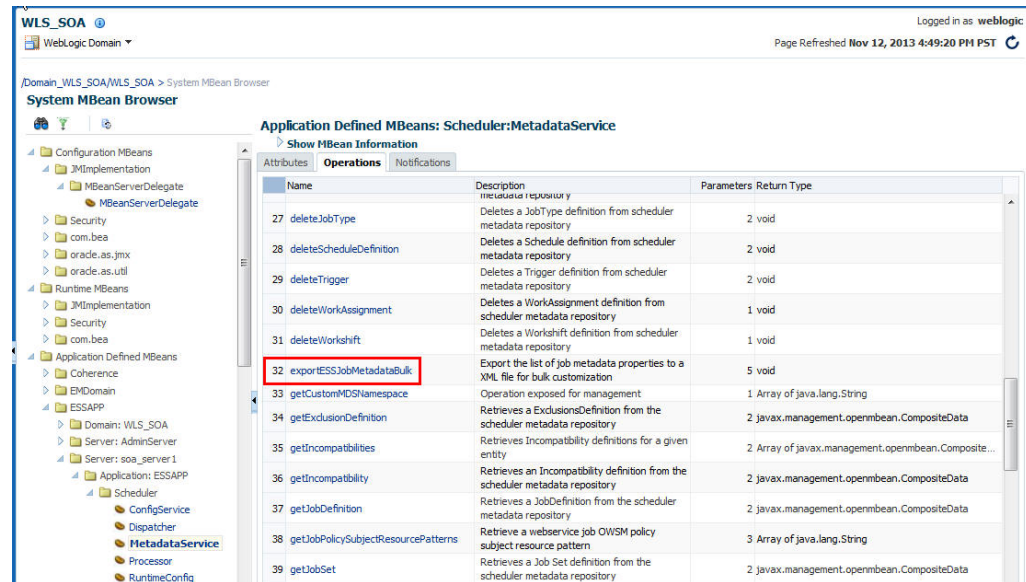 WLS_SOA
Logged in as weblogic
WebLogic Domain
Page Refreshed Nov 12, 2013 4:49:20 PM PST
/Domain_WLS_SOA/WLS_SOA > System MBean Browser
System MBean Browser
Configuration MBeans
JMImplementation
MBeanServerDelegate
MBeanServerDelegate
Security
com.bea
oracle.as.jmx
oracle.as.util
Runtime MBeans
JMImplementation
Security
com.bea
Application Defined MBeans
Coherence
EMDomain
ESSAPP
Domain: WLS_SOA
Server: AdminServer
Server: soa_server1
Application: ESSAPP
Scheduler
ConfigService
Dispatcher
MetadataService
Processor
RuntimeConfig
Application Defined MBeans: Scheduler:MetadataService
Show MBean Information
Attributes Operations Notifications
Name Description Parameters Return Type
metadata repository
27 deleteJobType Deletes a JobType definition from scheduler 2 void
metadata repository
28 deleteScheduleDefinition Deletes a Schedule definition from scheduler 2 void
metadata repository
29 deleteTrigger Deletes a Trigger definition from scheduler 2 void
metadata repository
30 deleteWorkAssignment Deletes a WorkAssignment definition from 1 void
scheduler metadata repository
31 deleteWorkshift Deletes a Workshift definition from scheduler 1 void
metadata repository
32 exportESSJobMetadataBulk Export the list of job metadata properties to a 5 void
XML file for bulk customization
33 getCustomMDSNamespace Operation exposed for management 1 Array of java.lang.String
34 getExclusionDefinition Retrieves a ExclusionsDefinition from the 2 javax.management.openmbean.CompositeData
scheduler metadata repository
35 getIncompatibilities Retrieves Incompatibility definitions for a given 2 Array of javax.management.openmbean.Composite...
entity
36 getIncompatibility Retrieves an Incompatibility definition from the 2 javax.management.openmbean.CompositeData
scheduler metadata repository
37 getJobDefinition Retrieves a JobDefinition from the scheduler 2 javax.management.openmbean.CompositeData
metadata repository
38 getJobPolicySubjectResourcePatterns Retrieve a webservice job OWSM policy 3 Array of java.lang.String
subject resource pattern
39 getJobSet Retrieves a Job Set definition from the 2 javax.management.openmbean.CompositeData
scheduler metadata repository